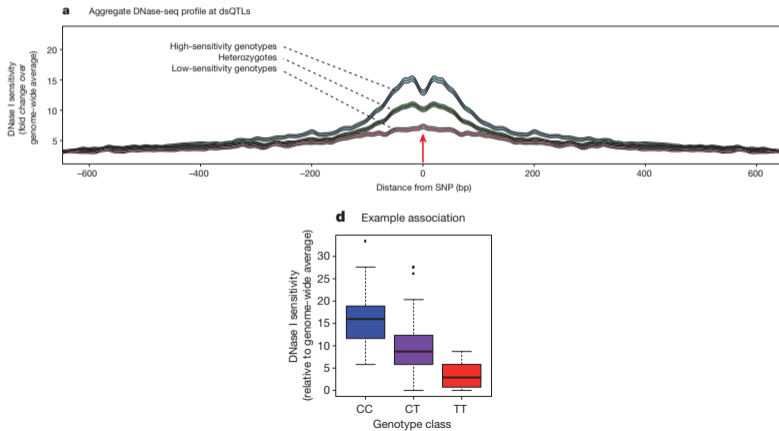 a Aggregate DNase-seq profile at dsQTLs
DNase I sensitivity
(fold change over
genome-wide average)
20
15
10
5
High-sensitivity genotypes
Heterozygotes
Low-sensitivity genotypes
−600 −400 −200 0 200 400 600
Distance from SNP (bp)
d Example association
DNase I sensitivity
(relative to genome-wide average)
30
25
20
15
10
5
0
CC CT TT
Genotype class